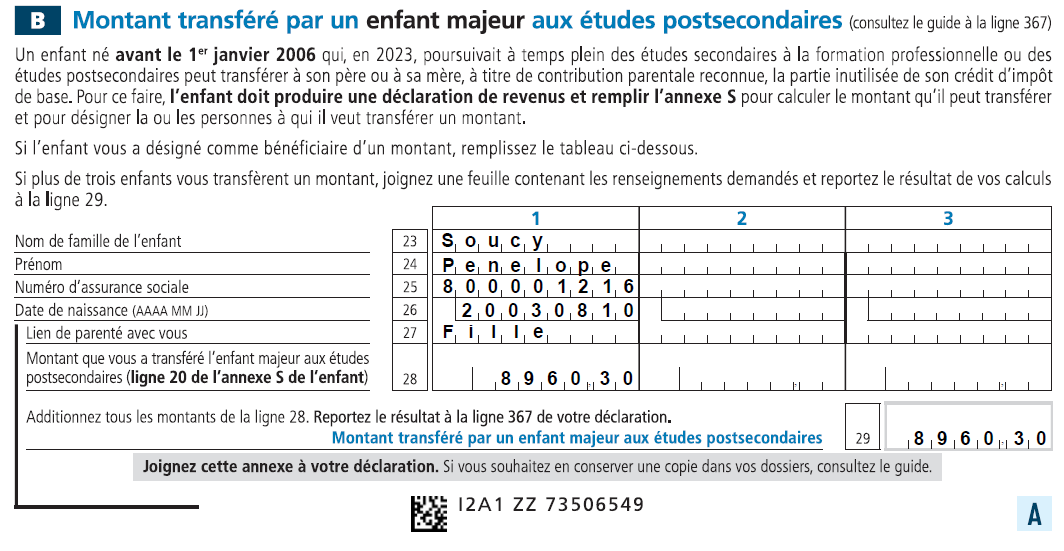 B Montant transféré par un enfant majeur aux études postsecondaires (consultez le guide à la ligne 367)
Un enfant né avant le 1er janvier 2006 qui, en 2023, poursuivait à temps plein des études secondaires à la formation professionnelle ou des
études postsecondaires peut transférer à son père ou à sa mère, à titre de contribution parentale reconnue, la partie inutilisée de son crédit d'impôt
de base. Pour ce faire, l'enfant doit produire une déclaration de revenus et remplir l'annexe S pour calculer le montant qu'il peut transférer
et pour désigner la ou les personnes à qui il veut transférer un montant.
Si l'enfant vous a désigné comme bénéficiaire d'un montant, remplissez le tableau ci-dessous.
Si plus de trois enfants vous transfèrent un montant, joignez une feuille contenant les renseignements demandés et reportez le résultat de vos calculs
à la ligne 29.
1 2 3
Nom de famille de l'enfant 23 Soucy
Prénom 24 Penelope
Numéro d'assurance sociale 25 800001216
Date de naissance (AAAA MM JJ) 26 20030810
Lien de parenté avec vous 27 Fille
Montant que vous a transféré l'enfant majeur aux études
postsecondaires (ligne 20 de l'annexe S de l'enfant) 28 8960.30
Additionnez tous les montants de la ligne 28. Reportez le résultat à la ligne 367 de votre déclaration.
Montant transféré par un enfant majeur aux études postsecondaires 29 8960.30
Joignez cette annexe à votre déclaration. Si vous souhaitez en conserver une copie dans vos dossiers, consultez le guide.
I2A1 ZZ 73506549
A